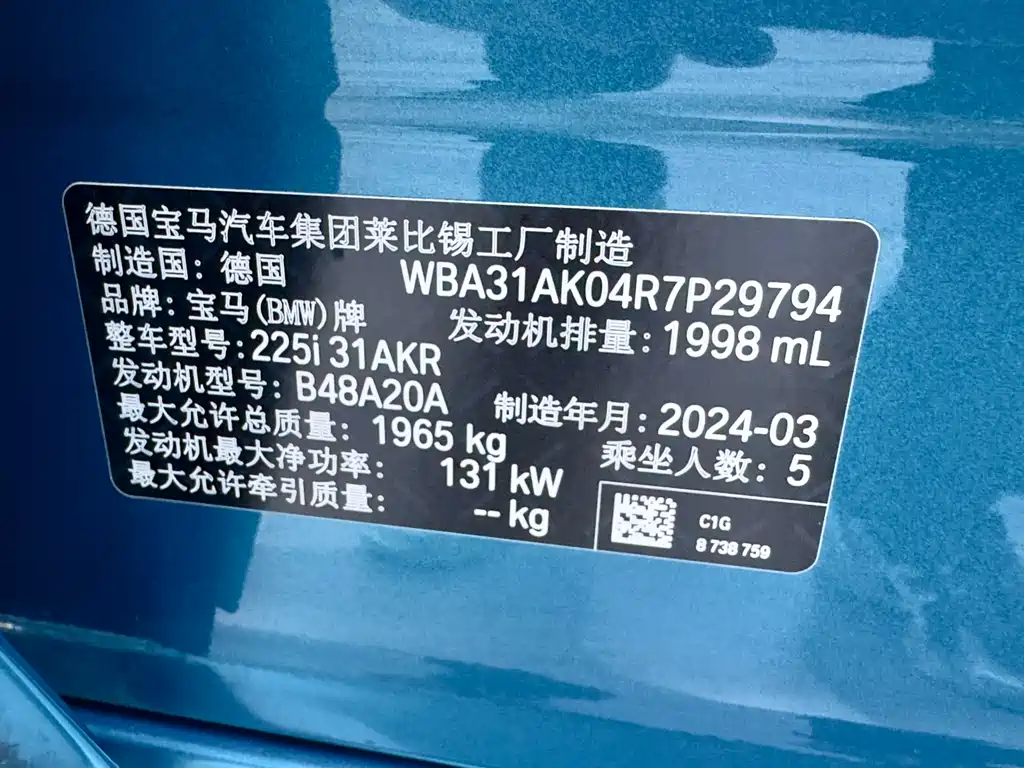 德国宝马汽车集团莱比锡工厂制造
制造国：德国 WBA31AK04R7P29794
品牌：宝马(BMW)牌 发动机排量：1998 mL
整车型号:225i 31AKR
发动机型号：B48A20A 制造年月：2024-03
最大允许总质量：1965 kg 乘坐人数：5
发动机最大净功率：131 kW
最大允许牵引质量：-- kg
C1G
8 738 759